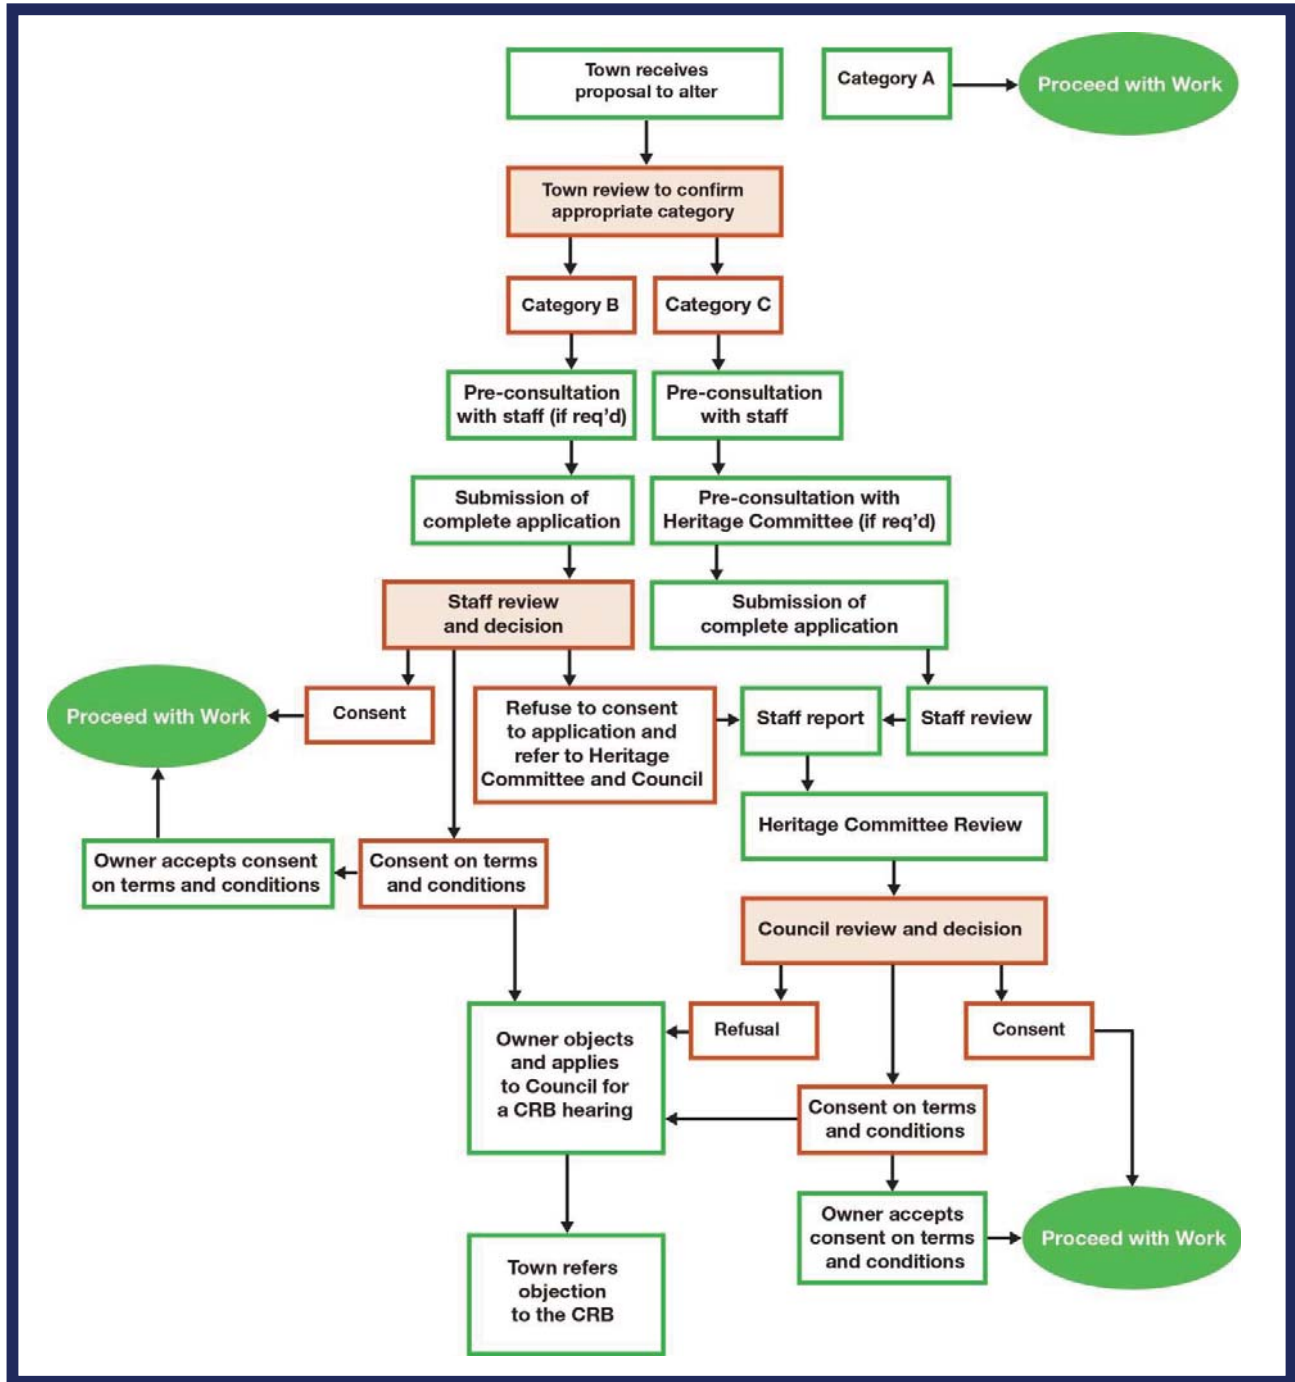 Town receives
proposal to alter
Category A
Proceed with Work
Town review to confirm
appropriate category
Category B
Category C
Pre-consultation
with staff (if req'd)
Pre-consultation
with staff
Submission of
complete application
Pre-consultation with
Heritage Committee (if req'd)
Staff review
and decision
Submission of
complete application
Proceed with Work
Consent
Refuse to consent
to application and
refer to Heritage
Committee and Council
Staff report
Staff review
Heritage Committee Review
Owner accepts consent
on terms and conditions
Consent on terms
and conditions
Council review and decision
Owner objects
and applies
to Council for
a CRB hearing
Refusal
Consent
Consent on terms
and conditions
Owner accepts
consent on terms
and conditions
Proceed with Work
Town refers
objection
to the CRB